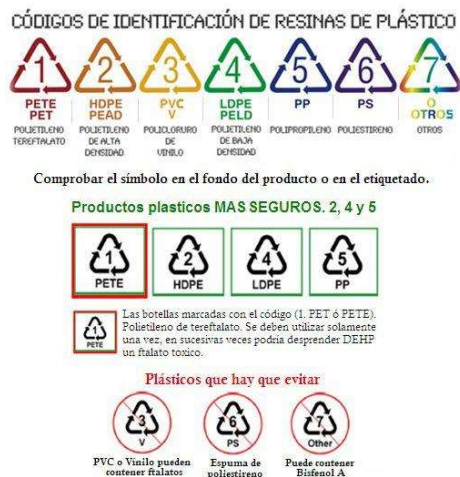 CÓDIGOS DE IDENTIFICACIÓN DE RESINAS DE PLÁSTICO
1 2 3 4 5 6 7
PETE HDPE PVC LDPE PP PS O
PET PEAD V PELD OTROS
POLIETILENO POLIETILENO POLICLORURO POLIETILENO POLIPROPILENO POLIESTIRENO OTROS
TEREFTALATO DE ALTA DE DE BAJA
DENSIDAD VINILO DENSIDAD
Comprobar el símbolo en el fondo del producto o en el etiquetado.
Productos plasticos MAS SEGUROS. 2, 4 y 5
1 2 4 5
PETE HDPE LDPE PP
Las botellas marcadas con el código (1. PET ó PETE).
1 Polietileno de tereftalato. Se deben utilizar solamente
PETE una vez, en sucesivas veces podría desprender DEHP
un ftalato toxico.
Plásticos que hay que evitar
3 6 7
V PS Other
PVC o Vinilo pueden Espuma de Puede contener
contener ftalatos poliestireno Bisfenol A